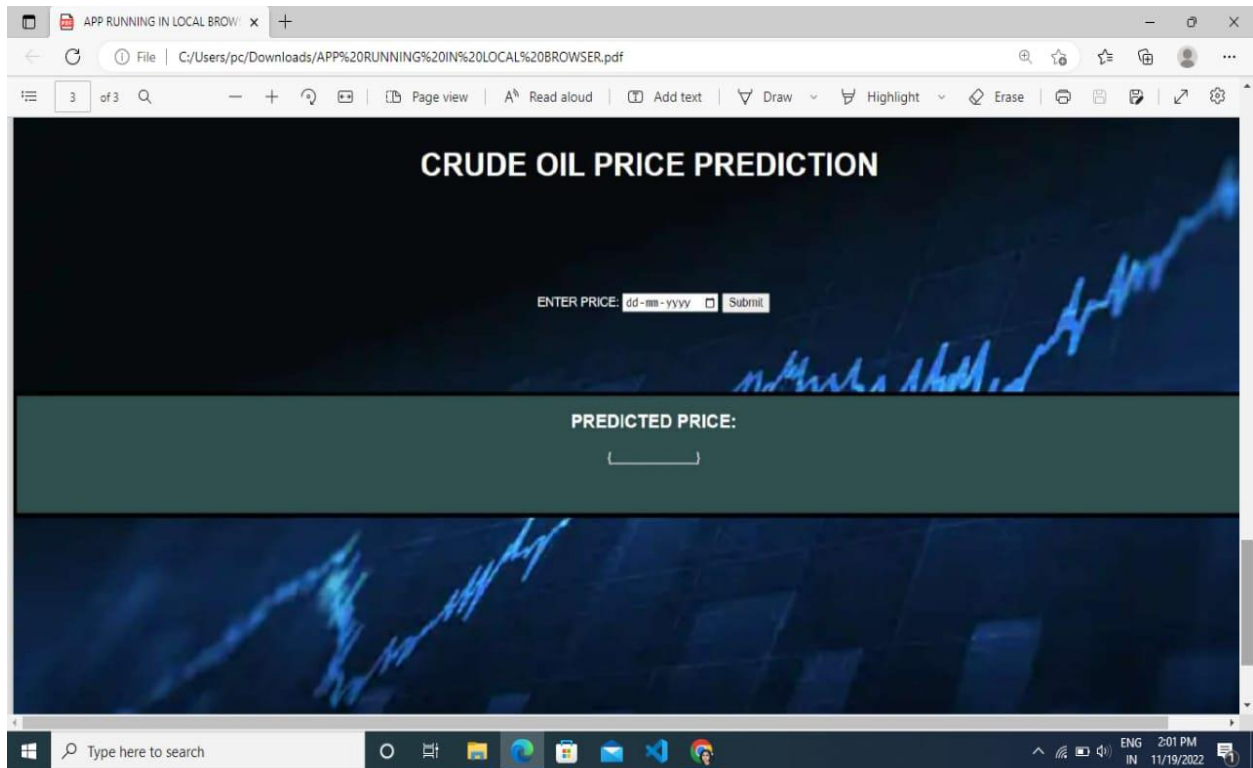 APP RUNNING IN LOCAL BROW
File | C:/Users/pc/Downloads/APP%20RUNNING%20IN%20LOCAL%20BROWSER.pdf
3 of 3 Page view Read aloud Add text Draw Highlight Erase
CRUDE OIL PRICE PREDICTION
ENTER PRICE: dd-mm-yyyy Submit
PREDICTED PRICE:
{____________}
Type here to search
ENG 2:01 PM
IN 11/19/2022